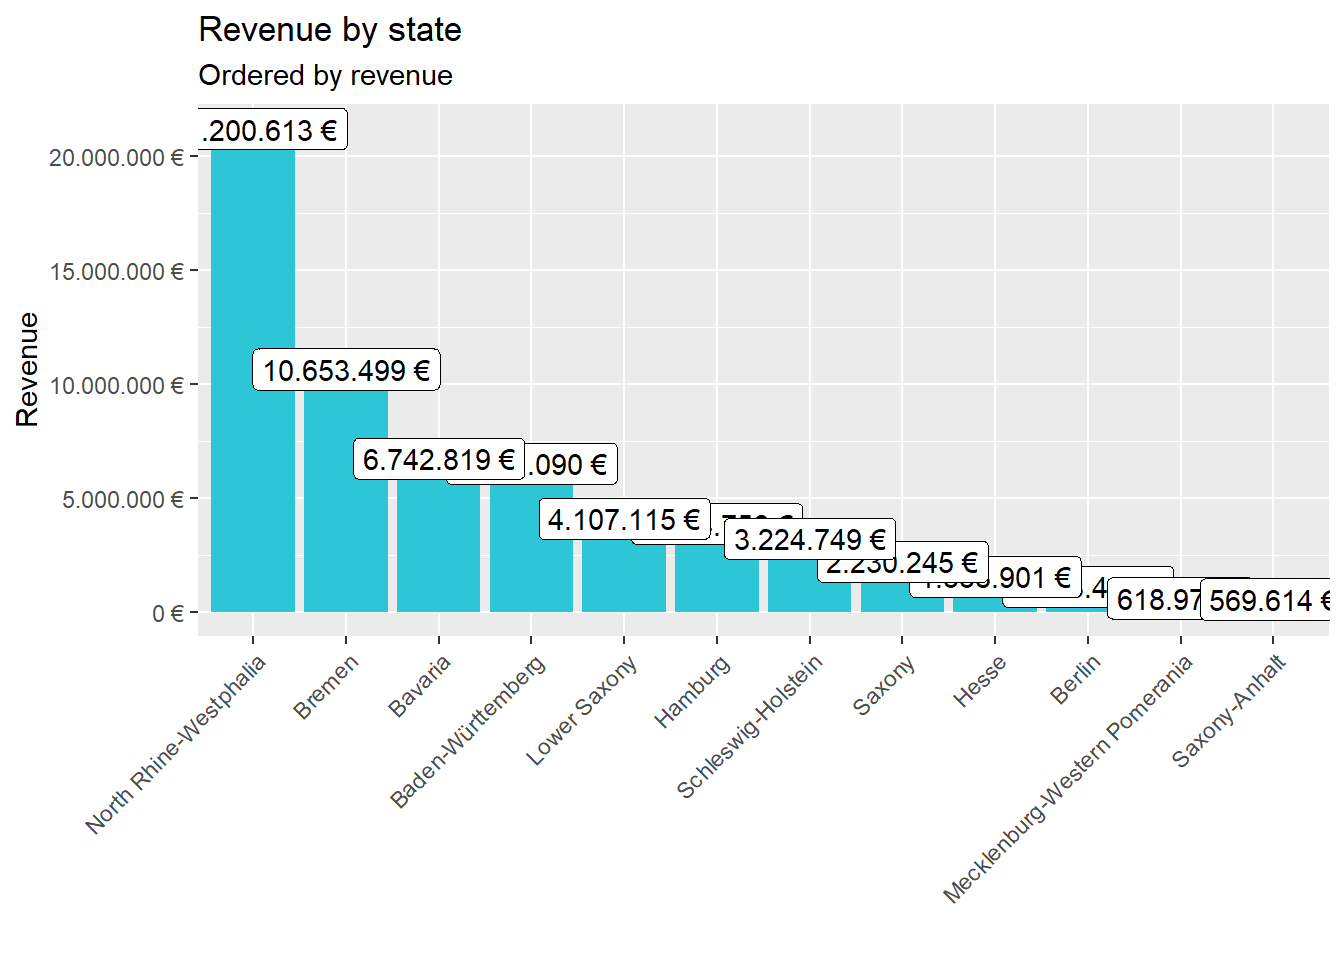 Revenue by state
Ordered by revenue
Revenue
20.000.000 €
15.000.000 €
10.000.000 €
5.000.000 €
0 €
.200.613 €
10.653.499 €
6.742.819 €
.090 €
4.107.115 €
3.224.749 €
2.230.245 €
.901 €
618.97
569.614 €
North Rhine-Westphalia
Bremen
Bavaria
Baden-Württemberg
Lower Saxony
Hamburg
Schleswig-Holstein
Saxony
Hesse
Berlin
Mecklenburg-Western Pomerania
Saxony-Anhalt